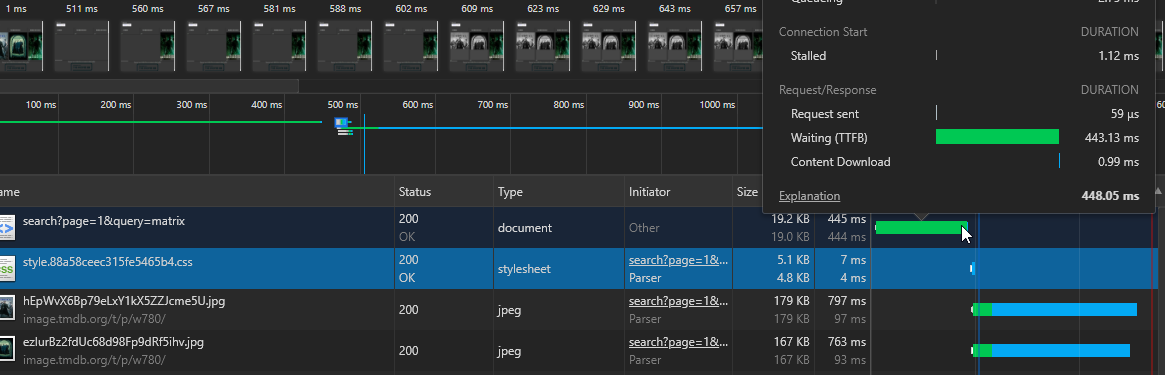 1 ms 511 ms 560 ms 567 ms 581 ms 588 ms 602 ms 609 ms 623 ms 629 ms 643 ms 657 ms
Connection Start DURATION
Stalled 1.12 ms
Request/Response DURATION
Request sent 59 μs
Waiting (TTFB) 443.13 ms
Content Download 0.99 ms
Explanation 448.05 ms
100 ms 200 ms 300 ms 400 ms 500 ms 600 ms 700 ms 800 ms 900 ms 1000 ms
ame Status Type Initiator Size
search?page=1&query=matrix 200 OK document Other 19.2 KB 19.0 KB 445 ms 444 ms
style.88a58ceec315fe5465b4.css 200 OK stylesheet search?page=1&... Parser 5.1 KB 4.8 KB 7 ms 4 ms
hEpWvX6Bp79eLxY1kX5ZZJcme5U.jpg image.tmdb.org/t/p/w780/ 200 jpeg search?page=1&... Parser 179 KB 179 KB 797 ms 97 ms
ezIurBz2fdUc68d98Fp9dRf5ihv.jpg image.tmdb.org/t/p/w780/ 200 jpeg search?page=1&... Parser 167 KB 167 KB 763 ms 93 ms